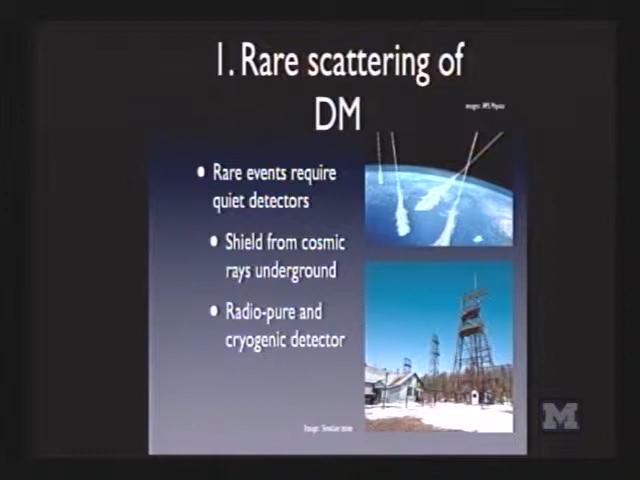 1. Rare scattering of
DM
• Rare events require
quiet detectors
• Shield from cosmic
rays underground
• Radio-pure and
cryogenic detector
M